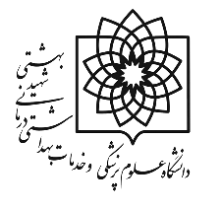 دانشگاه علوم پزشکی و خدمات بهداشتی درمانی شهید بهشتی